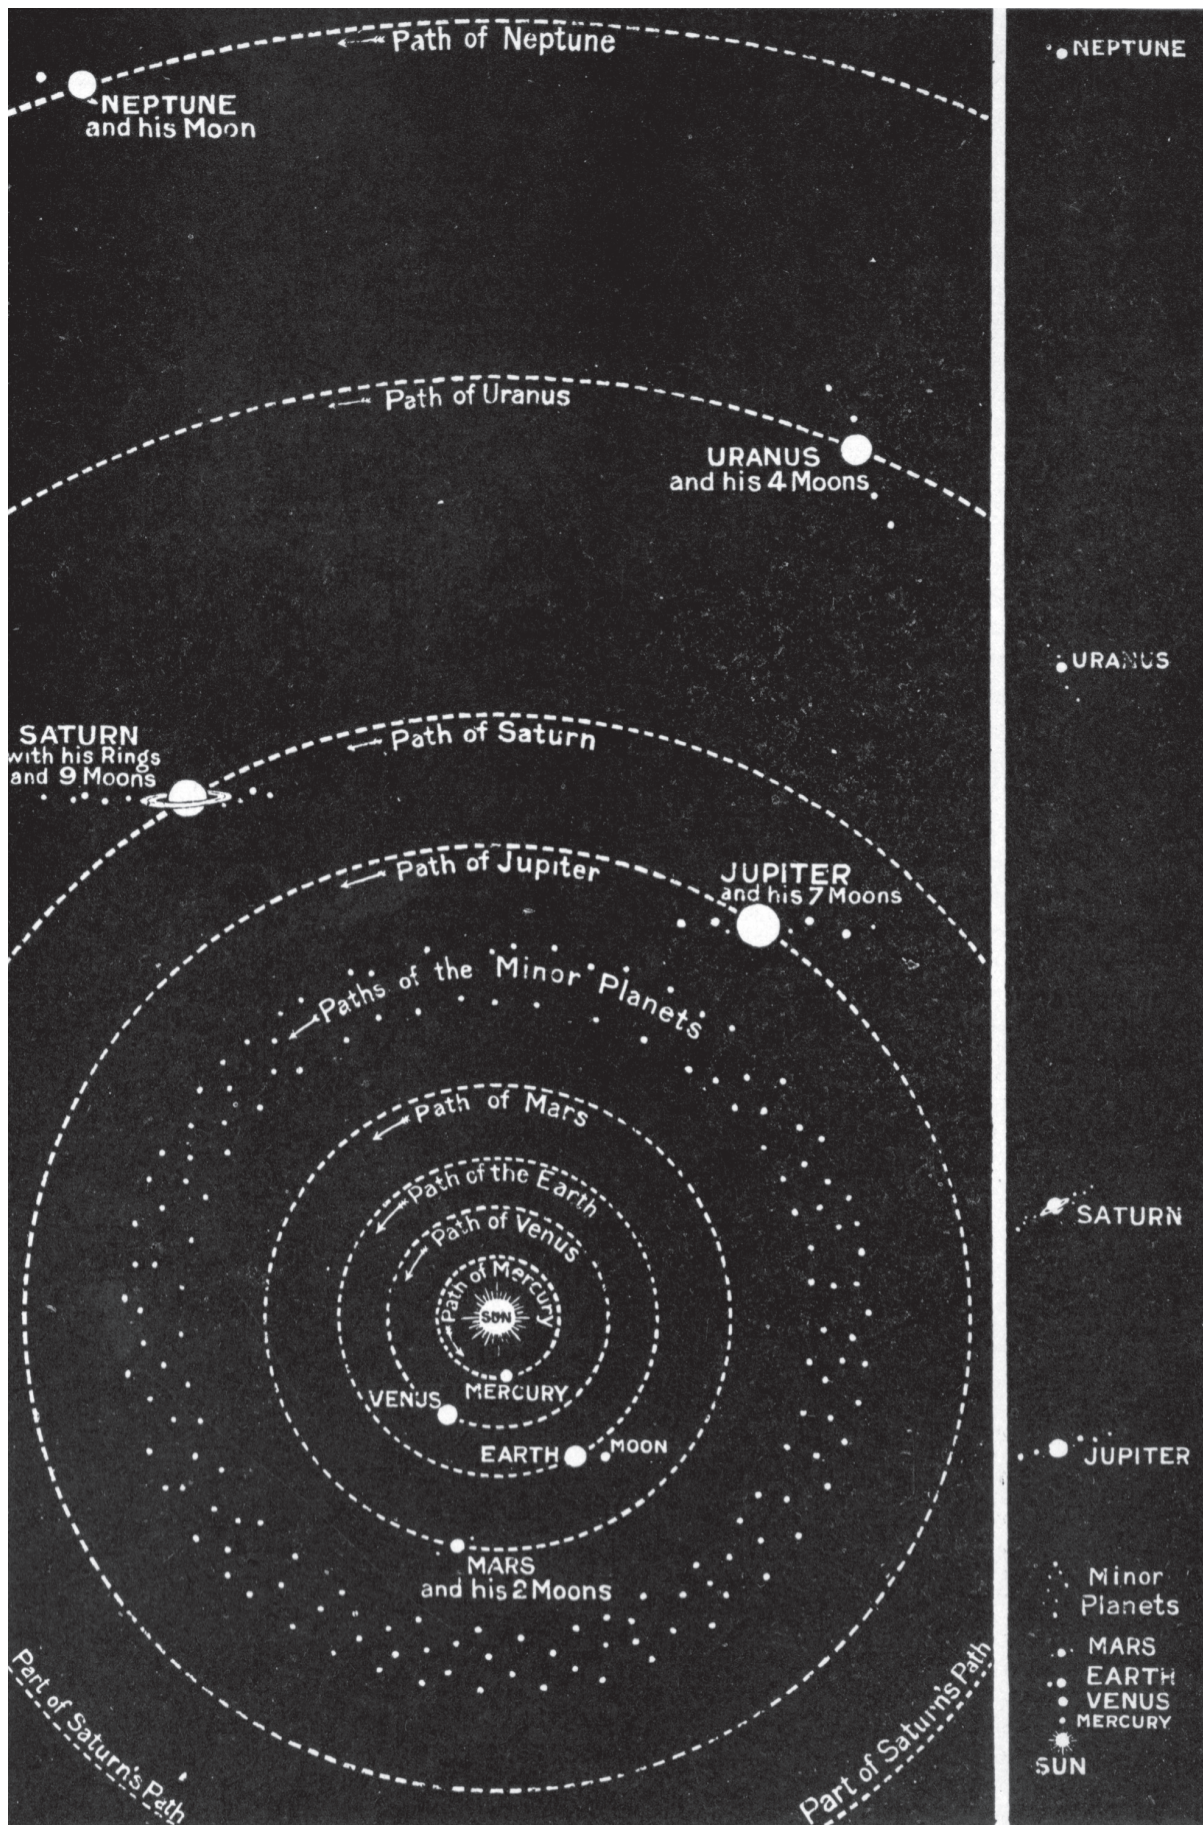 Path of Neptune
NEPTUNE
and his Moon
Path of Uranus
URANUS
and his 4 Moons
SATURN
with his Rings
and 9 Moons
Path of Saturn
Path of Jupiter
JUPITER
and his 7 Moons
Paths of the Minor Planets
Path of Mars
Path of the Earth
Path of Venus
Path of Mercury
SUN
MERCURY
VENUS
EARTH
MOON
MARS
and his 2 Moons
Part of Saturn's Path
Part of Saturn's Path
NEPTUNE
URANUS
SATURN
JUPITER
Minor
Planets
MARS
EARTH
VENUS
MERCURY
SUN